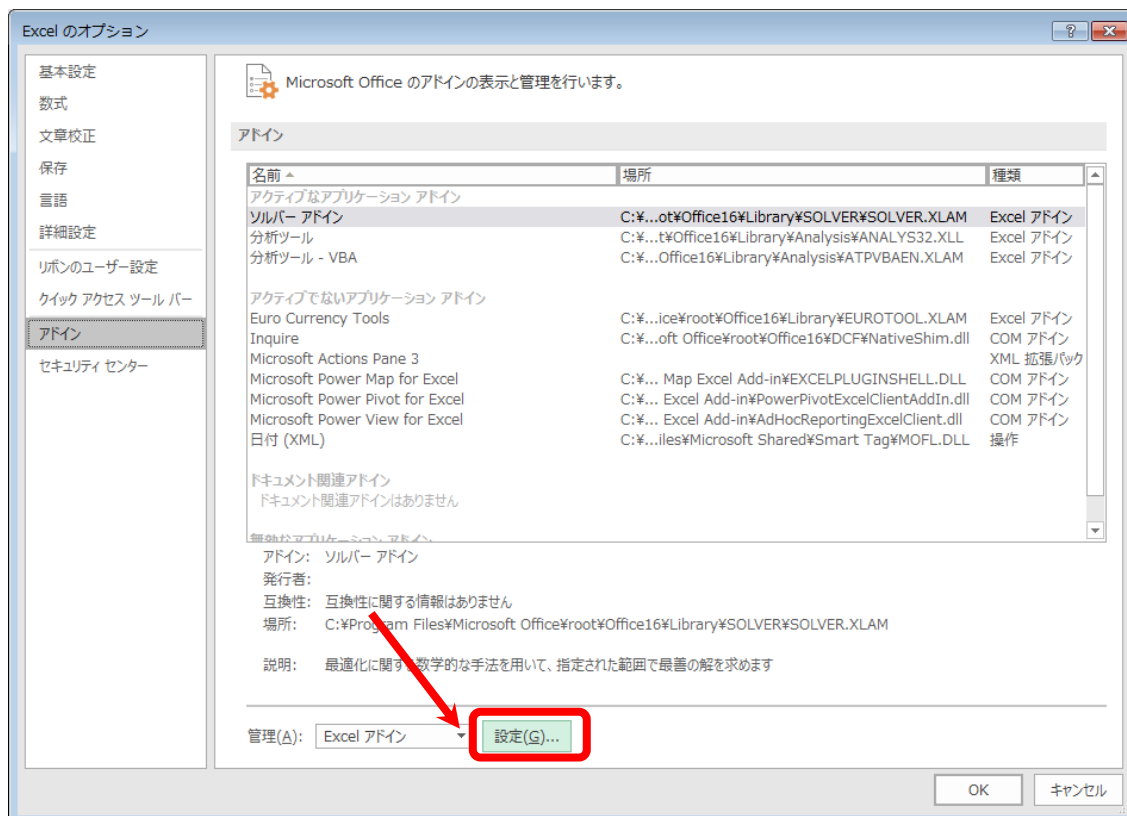 Excel のオプション
基本設定
数式
文章校正
保存
言語
詳細設定
リボンのユーザー設定
クイック アクセス ツール バー
アドイン
セキュリティ センター
Microsoft Office のアドインの表示と管理を行います。
アドイン
名前 場所 種類
アクティブなアプリケーション アドイン
ソルバー アドイン C:¥...ot¥Office16¥Library¥SOLVER¥SOLVER.XLAM Excel アドイン
分析ツール C:¥...t¥Office16¥Library¥Analysis¥ANALYS32.XLL Excel アドイン
分析ツール - VBA C:¥...Office16¥Library¥Analysis¥ATPVBAEN.XLAM Excel アドイン
アクティブでないアプリケーション アドイン
Euro Currency Tools C:¥...ice¥root¥Office16¥Library¥EUROTOOL.XLAM Excel アドイン
Inquire C:¥...oft Office¥root¥Office16¥DCF¥NativeShim.dll COM アドイン
Microsoft Actions Pane 3 XML 拡張パック
Microsoft Power Map for Excel C:¥... Map Excel Add-in¥EXCELPLUGINSHELL.DLL COM アドイン
Microsoft Power Pivot for Excel C:¥... Excel Add-in¥PowerPivotExcelClientAddIn.dll COM アドイン
Microsoft Power View for Excel C:¥... Excel Add-in¥AdHocReportingExcelClient.dll COM アドイン
日付 (XML) C:¥...iles¥Microsoft Shared¥Smart Tag¥MOFL.DLL 操作
ドキュメント関連アドイン
ドキュメント関連アドインはありません
無効なアプリケーション アドイン
アドイン: ソルバー アドイン
発行者:
互換性: 互換性に関する情報はありません
場所: C:¥Program Files¥Microsoft Office¥root¥Office16¥Library¥SOLVER¥SOLVER.XLAM
説明: 最適化に関する数学的な手法を用いて、指定された範囲で最善の解を求めます
管理(A): Excel アドイン 設定(G)...
OK キャンセル